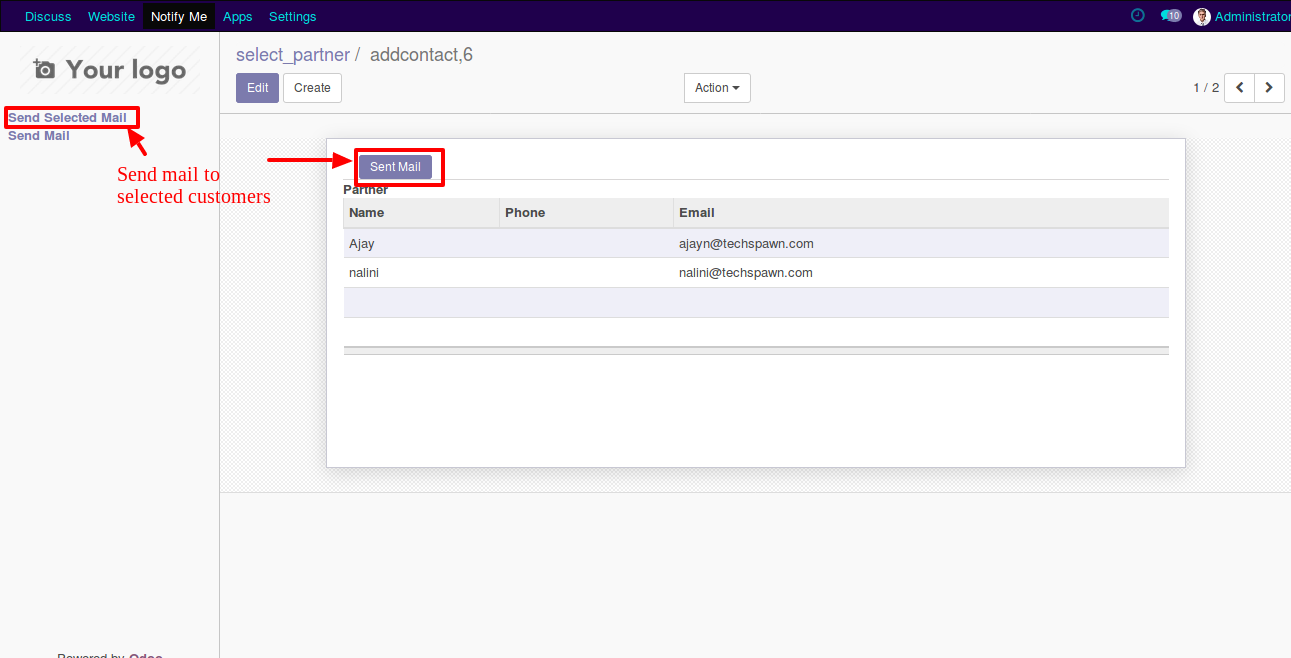 Discuss Website Notify Me Apps Settings 10 Administrator
select_partner / addcontact,6
Your logo
Edit Create Action 1 / 2
Send Selected Mail
Send Mail
Send mail to
selected customers
Sent Mail
Partner
Name Phone Email
Ajay ajayn@techspawn.com
nalini nalini@techspawn.com
Powered by Odoo